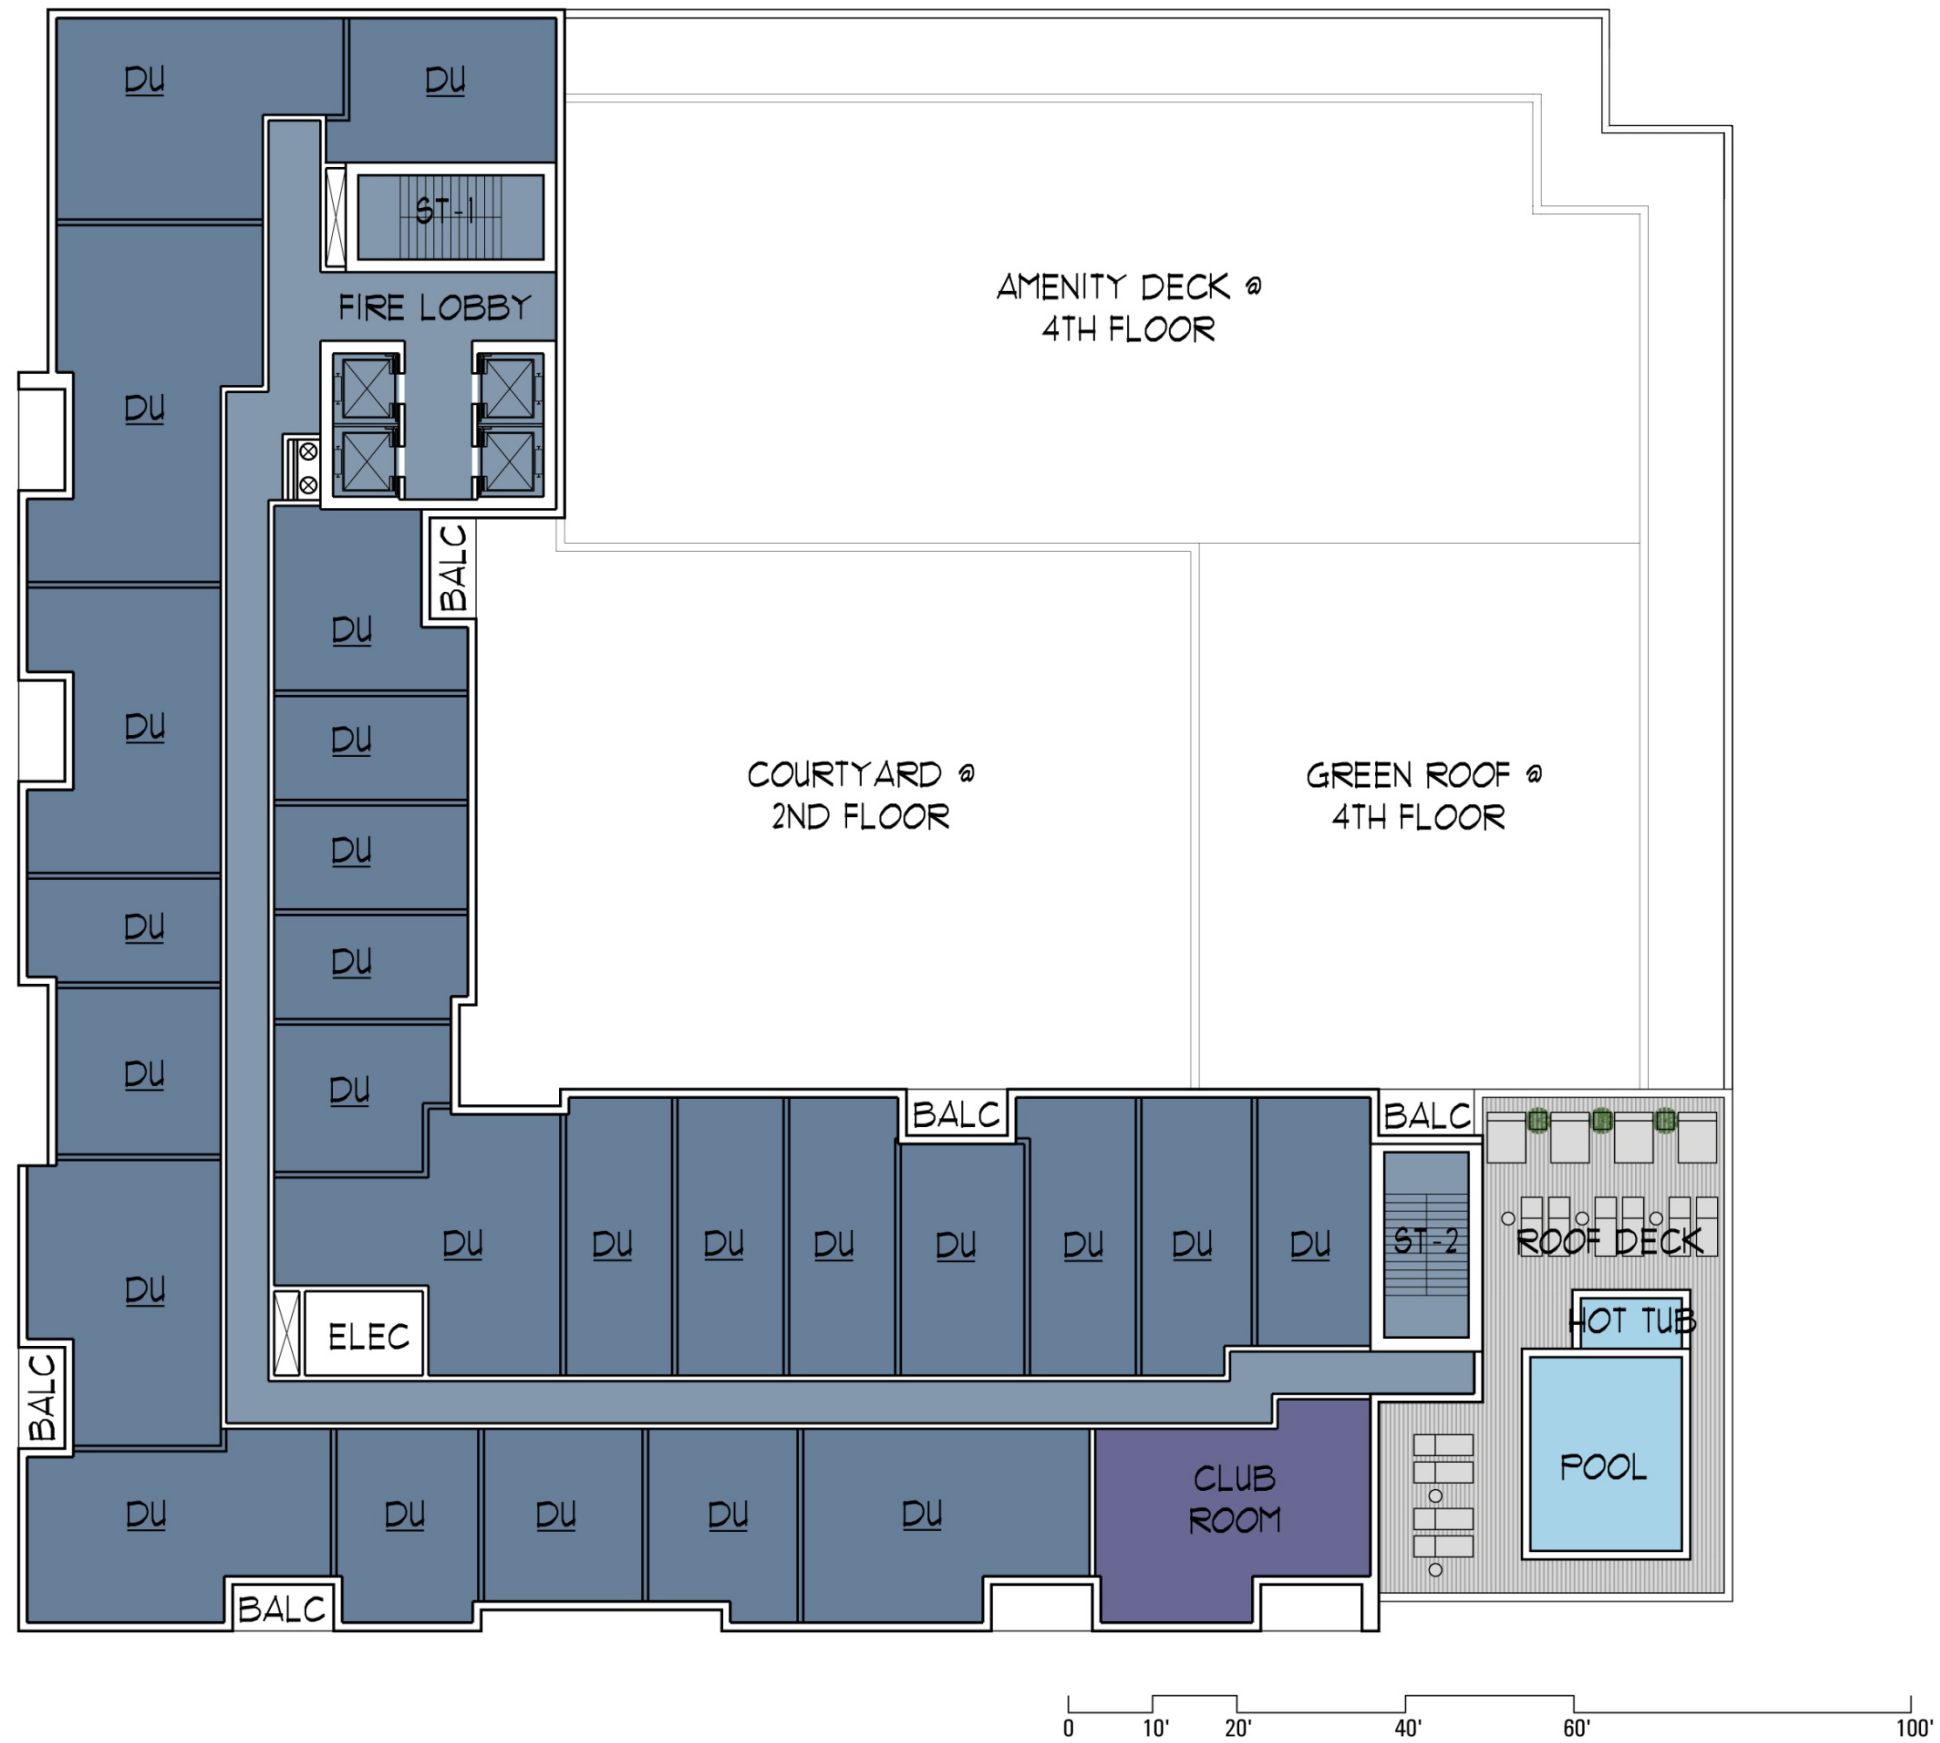 DU
DU
ST-1
FIRE LOBBY
AMENITY DECK @
4TH FLOOR
DU
BALC
DU
DU
DU
COURTYARD @
2ND FLOOR
GREEN ROOF @
4TH FLOOR
DU
DU
DU
DU
DU
DU
BALC
BALC
DU
DU
DU
DU
DU
DU
DU
DU
ST-2
ROOF DECK
DU
HOT TUB
ELEC
BALC
POOL
CLUB
ROOM
DU
DU
DU
DU
DU
BALC
0 10' 20' 40' 60' 100'